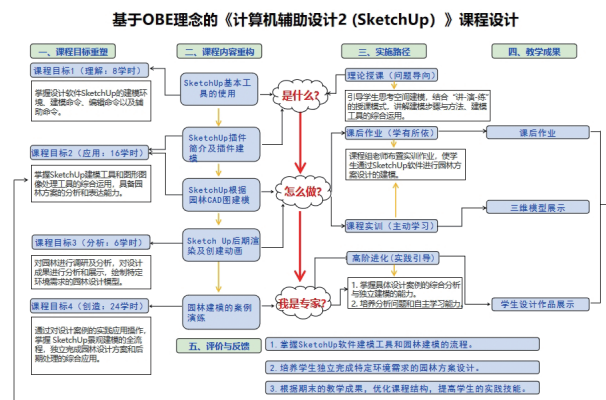 基于OBE理念的《计算机辅助设计2 (SketchUp) 》课程设计
一、课程目标重塑
二、课程内容重构
三、实施路径
四、教学成果
课程目标1（理解：8学时）
掌握设计软件SketchUp的建模环
境、建模命令、编辑命令以及辅
助命令。
课程目标2（应用：16学时）
掌握SketchUp建模工具和图形图
像处理工具的综合运用，具备园
林方案的分析和表达能力。
课程目标3（分析：6学时）
对园林进行调研及分析，对设计
成果进行分析和展示，绘制特定
环境需求的园林设计模型。
课程目标4（创造：24学时）
通过对设计案例的实践应用操作，
掌握 SketchUp景观建模的全流
程，独立完成园林设计方案和后
期处理的综合应用。
SketchUp基本工
具的使用
SketchUp插件
简介及插件建
模
SketchUp根据
园林CAD图建模
Sketch Up后期渲
染及创建动画
园林建模的案例
演练
是什么？
怎么做？
我是专家？
理论授课（问题导向）
引导学生思考空间建模，结合 “讲-演-练”
的授课模式，讲解建模步骤与方法、建模
工具的综合运用。
课后作业（学有所依）
课程组老师布置实训作业，使学
生通过SketchUp软件进行园林方
案设计的建模。
课程实训（主动学习）
高阶进化(实践引导)
1. 掌握具体设计案例的综合分析
与独立建模的能力。
2. 培养分析问题和自主学习能力。
课后作业
三维模型展示
学生设计作品展示
五、评价与反馈
1. 掌握SketchUp软件建模工具和园林建模的流程。
2. 培养学生独立完成特定环境需求的园林方案设计。
3. 根据期末的教学成果，优化课程结构，提高学生的实践技能。